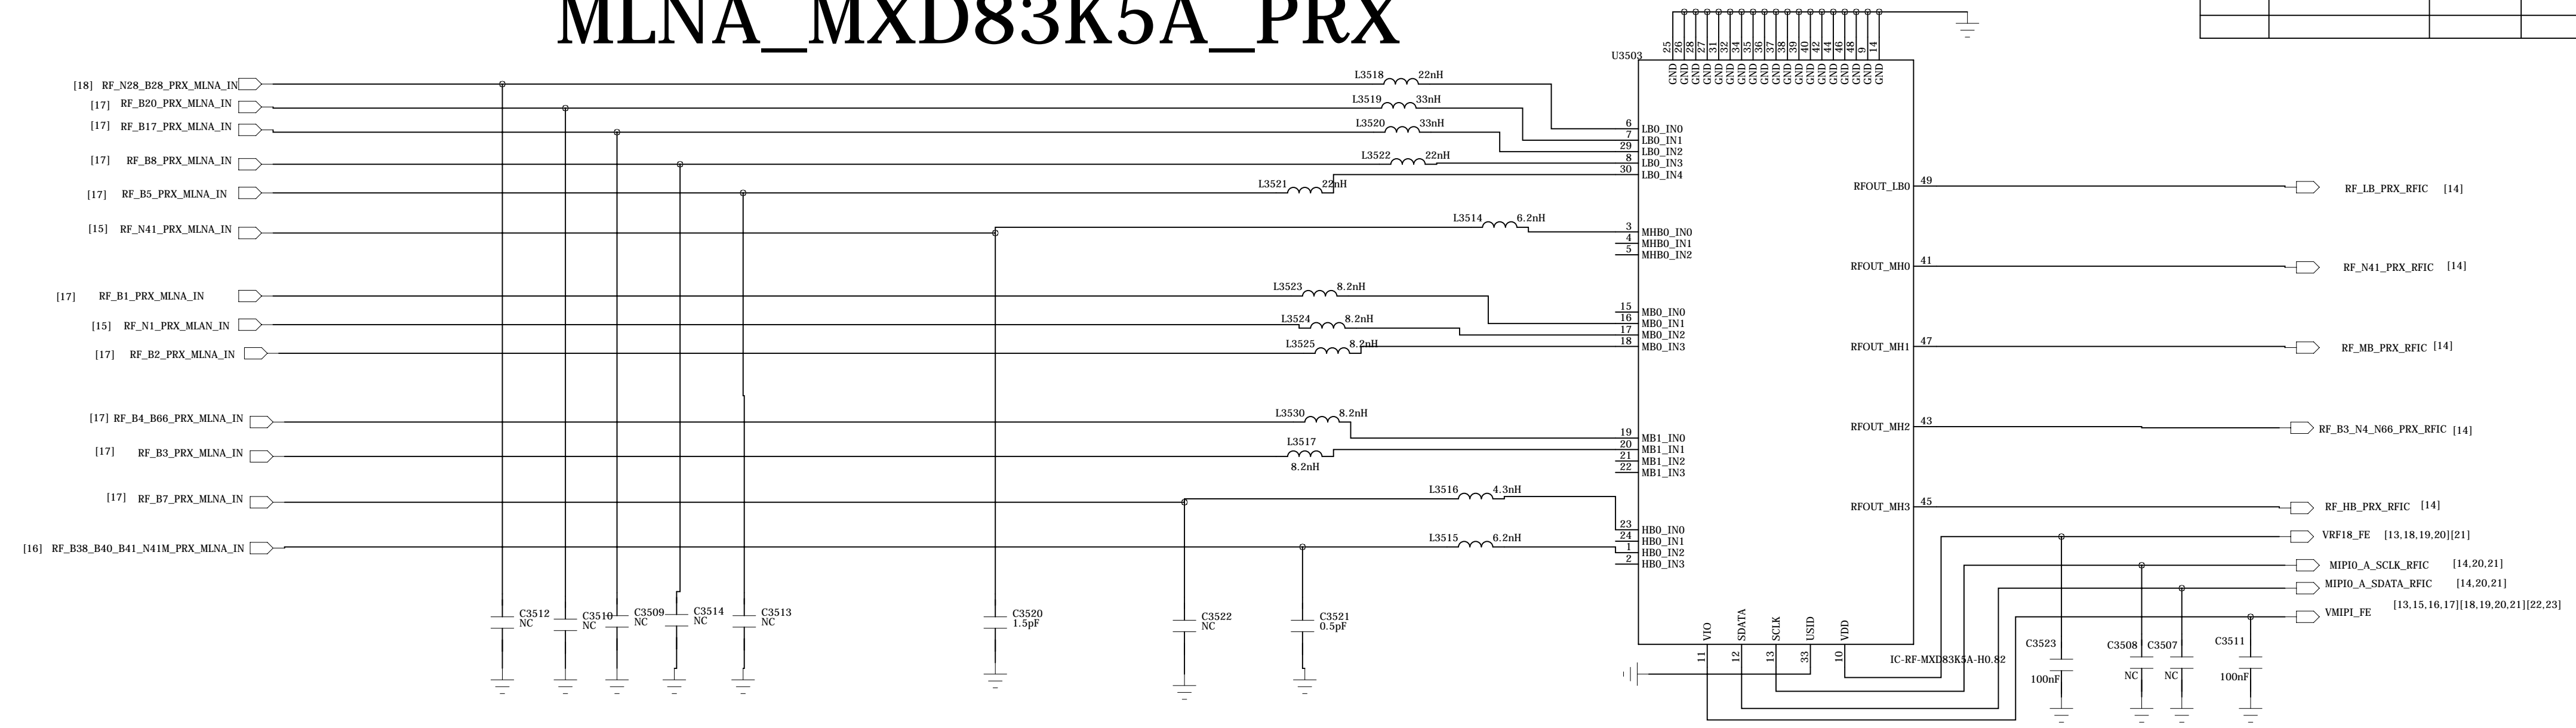 MLNA_MXD83K5A_PRX
U3503
25 26 28 27 31 32 34 35 36 37 38 39 40 42 44 46 48 9 14
GND GND GND GND GND GND GND GND GND GND GND GND GND GND GND GND GND GND GND
[18] RF_N28_B28_PRX_MLNA_IN
L3518 22nH
[17] RF_B20_PRX_MLNA_IN
L3519 33nH
[17] RF_B17_PRX_MLNA_IN
L3520 33nH
[17] RF_B8_PRX_MLNA_IN
L3522 22nH
[17] RF_B5_PRX_MLNA_IN
L3521 22nH
[15] RF_N41_PRX_MLNA_IN
L3514 6.2nH
[17] RF_B1_PRX_MLNA_IN
L3523 8.2nH
[15] RF_N1_PRX_MLAN_IN
L3524 8.2nH
[17] RF_B2_PRX_MLNA_IN
L3525 8.2nH
[17] RF_B4_B66_PRX_MLNA_IN
L3530 8.2nH
[17] RF_B3_PRX_MLNA_IN
L3517
8.2nH
[17] RF_B7_PRX_MLNA_IN
L3516 4.3nH
[16] RF_B38_B40_B41_N41M_PRX_MLNA_IN
L3515 6.2nH
C3512
NC
C3510
NC
C3509
NC
C3514
NC
C3513
NC
C3520
1.5pF
C3522
NC
C3521
0.5pF
6 LB0_IN0
7 LB0_IN1
29 LB0_IN2
8 LB0_IN3
30 LB0_IN4
3 MHB0_IN0
4 MHB0_IN1
5 MHB0_IN2
15 MB0_IN0
16 MB0_IN1
17 MB0_IN2
18 MB0_IN3
19 MB1_IN0
20 MB1_IN1
21 MB1_IN2
22 MB1_IN3
23 HB0_IN0
24 HB0_IN1
1 HB0_IN2
2 HB0_IN3
RFOUT_LB0 49
RF_LB_PRX_RFIC [14]
RFOUT_MH0 41
RF_N41_PRX_RFIC [14]
RFOUT_MH1 47
RF_MB_PRX_RFIC [14]
RFOUT_MH2 43
RF_B3_N4_N66_PRX_RFIC [14]
RFOUT_MH3 45
RF_HB_PRX_RFIC [14]
VRF18_FE [13,18,19,20][21]
MIPI0_A_SCLK_RFIC [14,20,21]
MIPI0_A_SDATA_RFIC [14,20,21]
VMIPI_FE [13,15,16,17][18,19,20,21][22,23]
VIO SDATA SCLK USID VDD
11 12 13 33 10
IC-RF-MXD83K5A-H0.82
C3523
100nF
C3508
NC
C3507
NC
C3511
100nF